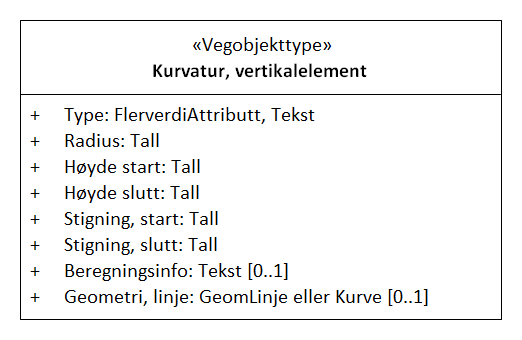 «Vegobjekttype»
Kurvatur, vertikalelement
+ Type: FlerverdiAttributt, Tekst
+ Radius: Tall
+ Høyde start: Tall
+ Høyde slutt: Tall
+ Stigning, start: Tall
+ Stigning, slutt: Tall
+ Beregningsinfo: Tekst [0..1]
+ Geometri, linje: GeomLinje eller Kurve [0..1]